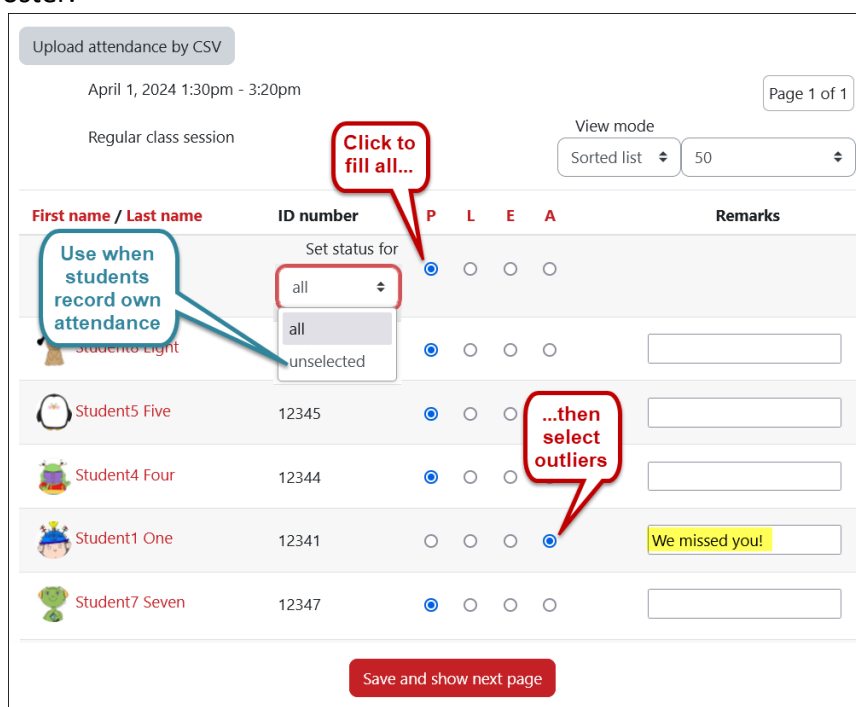 Upload attendance by CSV
April 1, 2024 1:30pm - 3:20pm
Page 1 of 1
Regular class session
View mode
Sorted list
50
Click to
fill all...
First name / Last name ID number P L E A Remarks
Set status for
all
Use when
students
record own
attendance
all
unselected
Eight
Student5 Five 12345
...then
select
outliers
Student4 Four 12344
Student1 One 12341 We missed you!
Student7 Seven 12347
Save and show next page